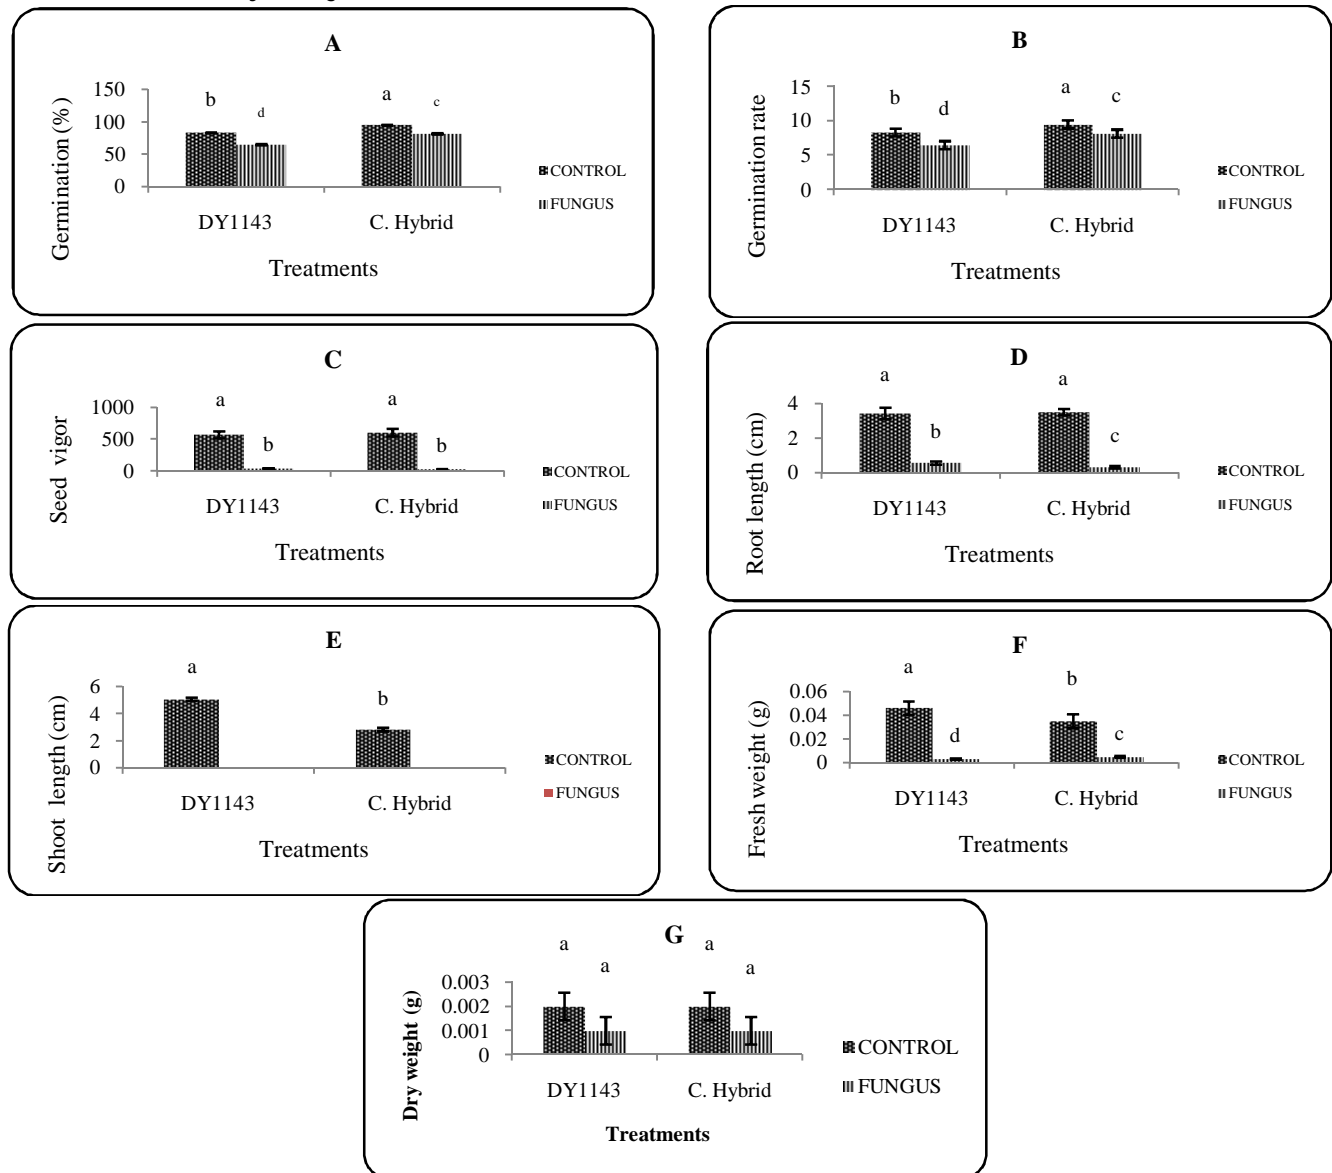 A
Germination (%)
150
100
50
0
b
d
a
c
DY1143
C. Hybrid
Treatments
CONTROL
FUNGUS
B
Germination rate
15
10
5
0
b
d
a
c
DY1143
C. Hybrid
Treatments
CONTROL
FUNGUS
C
Seed vigor
1000
500
0
a
b
a
b
DY1143
C. Hybrid
Treatments
CONTROL
FUNGUS
D
Root length (cm)
4
2
0
a
b
a
c
DY1143
C. Hybrid
Treatments
CONTROL
FUNGUS
E
Shoot length (cm)
6
4
2
0
a
b
DY1143
C. Hybrid
Treatments
CONTROL
FUNGUS
F
Fresh weight (g)
0.06
0.04
0.02
0
a
d
b
c
DY1143
C. Hybrid
Treatments
CONTROL
FUNGUS
G
Dry weight (g)
0.003
0.002
0.001
0
a
a
a
a
DY1143
C. Hybrid
Treatments
CONTROL
FUNGUS